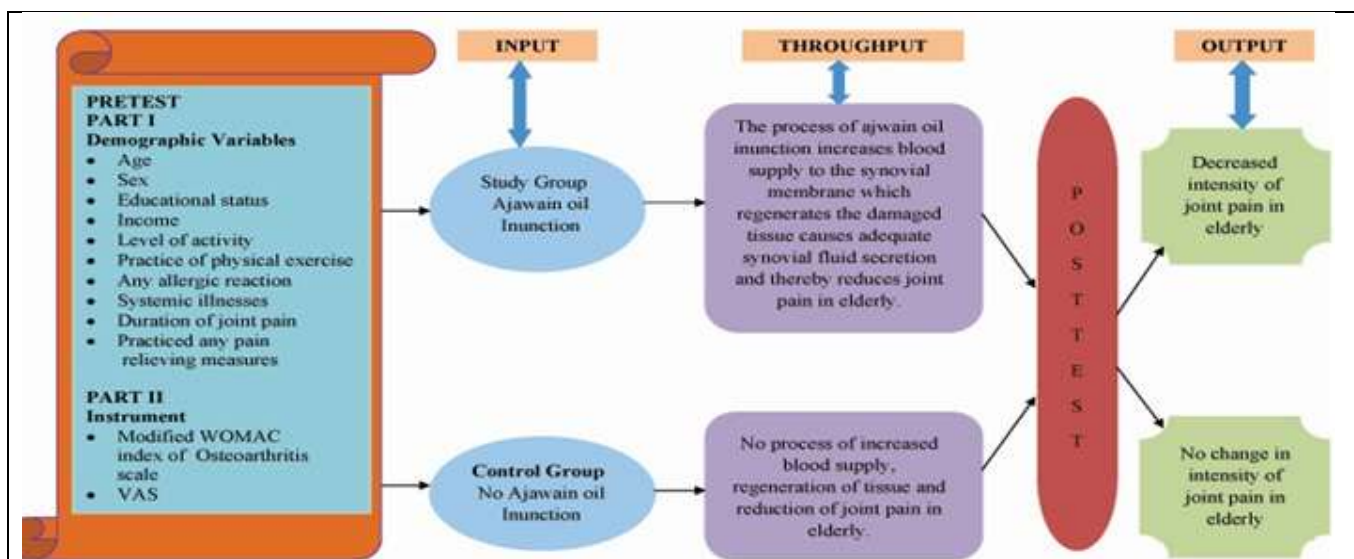 PRETEST
PART I
Demographic Variables
• Age
• Sex
• Educational status
• Income
• Level of activity
• Practice of physical exercise
• Any allergic reaction
• Systemic illnesses
• Duration of joint pain
• Practiced any pain
relieving measures
PART II
Instrument
• Modified WOMAC
index of Osteoarthritis
scale
• VAS
INPUT
Study Group
Ajawain oil
Inunction
Control Group
No Ajawain oil
Inunction
THROUGHPUT
The process of ajwain oil
inunction increases blood
supply to the synovial
membrane which
regenerates the damaged
tissue causes adequate
synovial fluid secretion
and thereby reduces joint
pain in elderly.
No process of increased
blood supply,
regeneration of tissue and
reduction of joint pain in
elderly.
P
O
S
T
T
E
S
T
OUTPUT
Decreased
intensity of
joint pain in
elderly
No change in
intensity of
joint pain in
elderly